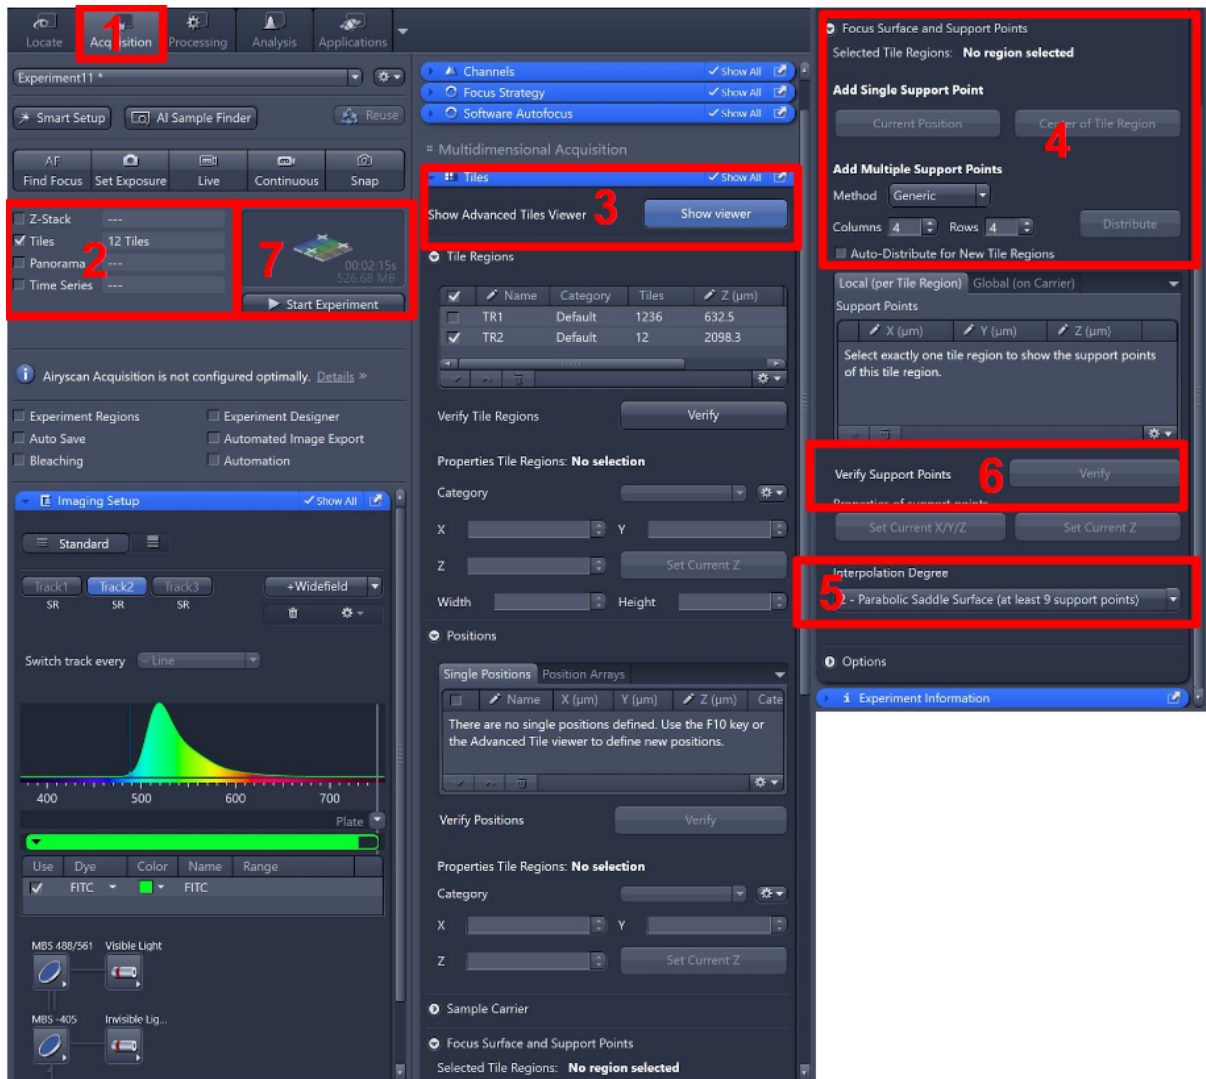 1
Locate
Acquisition
Processing
Analysis
Applications
Experiment11 *
Smart Setup
AI Sample Finder
Reuse
AF
Find Focus
Set Exposure
Live
Continuous
Snap
2
Z-Stack ---
Tiles 12 Tiles
Panorama ---
Time Series ---
7
00:02:15s
526.68 MB
Start Experiment
Airyscan Acquisition is not configured optimally. Details »
Experiment Regions
Experiment Designer
Auto Save
Automated Image Export
Bleaching
Automation
Imaging Setup
Show All
Standard
Track1
Track2
Track3
+Widefield
SR
SR
SR
Switch track every
– Line
400 500 600 700
Plate
Use Dye Color Name Range
FITC FITC
MBS 488/561
Visible Light
MBS -405
Invisible Lig...
Channels
Show All
Focus Strategy
Show All
Software Autofocus
Show All
Multidimensional Acquisition
Tiles
Show All
Show Advanced Tiles Viewer
3
Show viewer
Tile Regions
Name Category Tiles Z (µm)
TR1 Default 1236 632.5
TR2 Default 12 2098.3
Verify Tile Regions
Verify
Properties Tile Regions: No selection
Category
X
Y
Z
Set Current Z
Width
Height
Positions
Single Positions
Position Arrays
Name X (µm) Y (µm) Z (µm) Cate
There are no single positions defined. Use the F10 key or
the Advanced Tile viewer to define new positions.
Verify Positions
Verify
Properties Tile Regions: No selection
Category
X
Y
Z
Set Current Z
Sample Carrier
Focus Surface and Support Points
Selected Tile Regions: No region selected
Focus Surface and Support Points
Selected Tile Regions: No region selected
Add Single Support Point
Current Position
Center of Tile Region
4
Add Multiple Support Points
Method Generic
Columns 4 Rows 4
Distribute
Auto-Distribute for New Tile Regions
Local (per Tile Region)
Global (on Carrier)
Support Points
X (µm) Y (µm) Z (µm)
Select exactly one tile region to show the support points
of this tile region.
Verify Support Points
6
Verify
Properties of support points
Set Current X/Y/Z
Set Current Z
Interpolation Degree
5
2 - Parabolic Saddle Surface (at least 9 support points)
Options
Experiment Information